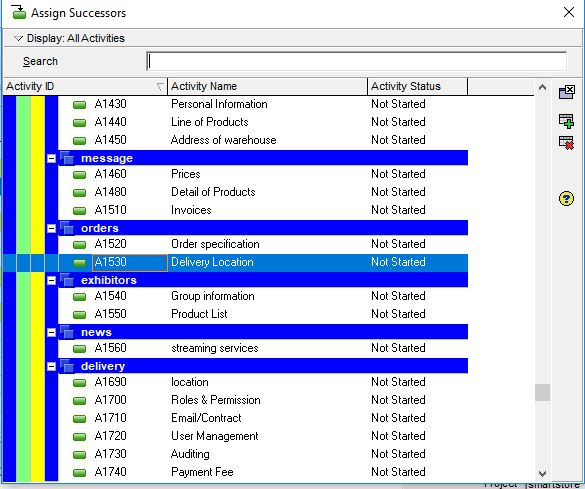 Assign Successors
Display: All Activities
Search
Activity ID Activity Name Activity Status
A1430 Personal Information Not Started
A1440 Line of Products Not Started
A1450 Address of warehouse Not Started
message
A1460 Prices Not Started
A1480 Detail of Products Not Started
A1510 Invoices Not Started
orders
A1520 Order specification Not Started
A1530 Delivery Location Not Started
exhibitors
A1540 Group information Not Started
A1550 Product List Not Started
news
A1560 streaming services Not Started
delivery
A1690 location Not Started
A1700 Roles & Permission Not Started
A1710 Email/Contract Not Started
A1720 User Management Not Started
A1730 Auditing Not Started
A1740 Payment Fee Not Started
Project smartstore